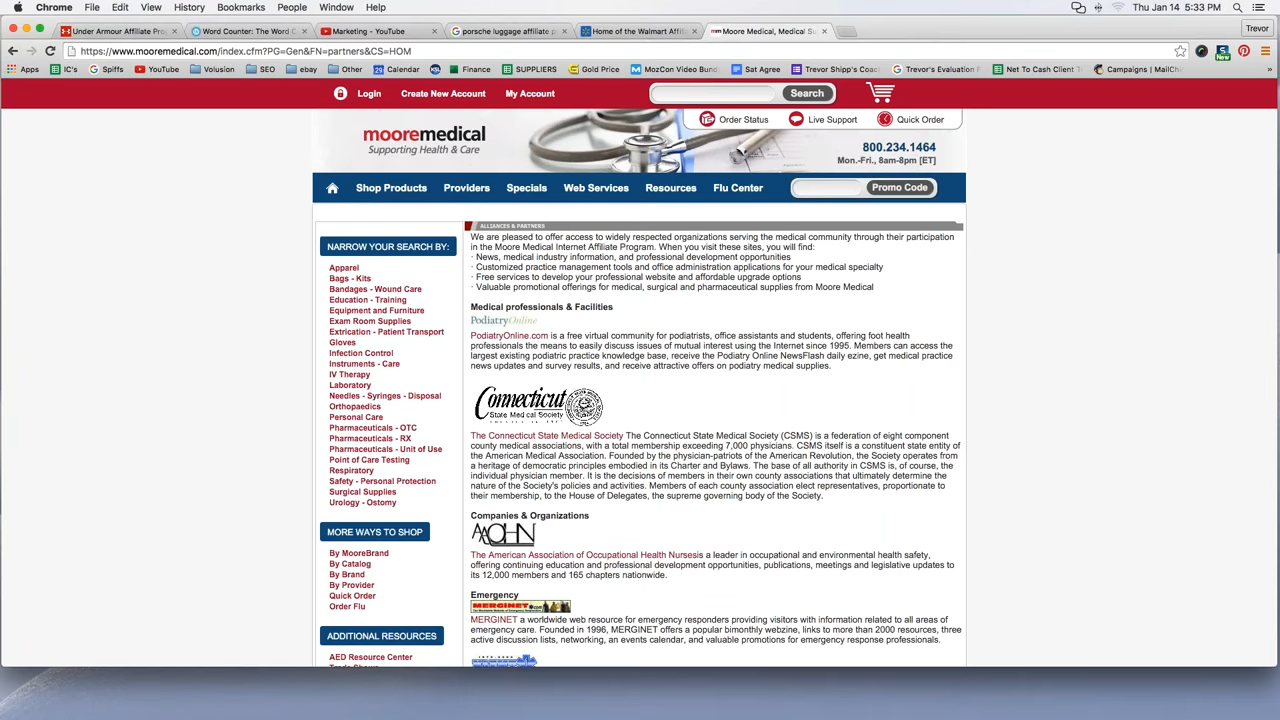 Chrome File Edit View History Bookmarks People Window Help Thu Jan 14 5:33 PM
Under Armour Affiliate Prog Word Counter: The Word C Marketing - YouTube porsche luggage affiliate p Home of the Walmart Affili Moore Medical, Medical Su Trevor
https://www.mooremedical.com/index.cfm?PG=Gen&FN=partners&CS=HOM
Apps IC's Spiffs YouTube Volusion SEO ebay Other Calendar KSL Finance SUPPLIERS Gold Price MozCon Video Bund Sat Agree Trevor Shipp's Coac Trevor's Evaluation F Net To Cash Client T Campaigns | MailCh »
Login Create New Account My Account Search
Order Status Live Support Quick Order
mooremedical
Supporting Health & Care
800.234.1464
Mon.-Fri., 8am-8pm [ET]
Shop Products Providers Specials Web Services Resources Flu Center Promo Code
NARROW YOUR SEARCH BY:
Apparel
Bags - Kits
Bandages - Wound Care
Education - Training
Equipment and Furniture
Exam Room Supplies
Extrication - Patient Transport
Gloves
Infection Control
Instruments - Care
IV Therapy
Laboratory
Needles - Syringes - Disposal
Orthopaedics
Personal Care
Pharmaceuticals - OTC
Pharmaceuticals - RX
Pharmaceuticals - Unit of Use
Point of Care Testing
Respiratory
Safety - Personal Protection
Surgical Supplies
Urology - Ostomy
MORE WAYS TO SHOP
By MooreBrand
By Catalog
By Brand
By Provider
Quick Order
Order Flu
ADDITIONAL RESOURCES
AED Resource Center
Trade Shows
ALLIANCES & PARTNERS
We are pleased to offer access to widely respected organizations serving the medical community through their participation
in the Moore Medical Internet Affiliate Program. When you visit these sites, you will find:
· News, medical industry information, and professional development opportunities
· Customized practice management tools and office administration applications for your medical specialty
· Free services to develop your professional website and affordable upgrade options
· Valuable promotional offerings for medical, surgical and pharmaceutical supplies from Moore Medical
Medical professionals & Facilities
PodiatryOnline
PodiatryOnline.com is a free virtual community for podiatrists, office assistants and students, offering foot health
professionals the means to easily discuss issues of mutual interest using the Internet since 1995. Members can access the
largest existing podiatric practice knowledge base, receive the Podiatry Online NewsFlash daily ezine, get medical practice
news updates and survey results, and receive attractive offers on podiatry medical supplies.
Connecticut
State Medical Society
The Connecticut State Medical Society The Connecticut State Medical Society (CSMS) is a federation of eight component
county medical associations, with a total membership exceeding 7,000 physicians. CSMS itself is a constituent state entity of
the American Medical Association. Founded by the physician-patriots of the American Revolution, the Society operates from
a heritage of democratic principles embodied in its Charter and Bylaws. The base of all authority in CSMS is, of course, the
individual physician member. It is the decisions of members in their own county associations that ultimately determine the
nature of the Society's policies and activities. Members of each county association elect representatives, proportionate to
their membership, to the House of Delegates, the supreme governing body of the Society.
Companies & Organizations
AAOHN
The American Association of Occupational Health Nursesis a leader in occupational and environmental health safety,
offering continuing education and professional development opportunities, publications, meetings and legislative updates to
its 12,000 members and 165 chapters nationwide.
Emergency
MERGINET.com
MERGINET a worldwide web resource for emergency responders providing visitors with information related to all areas of
emergency care. Founded in 1996, MERGINET offers a popular bimonthly webzine, links to more than 2000 resources, three
active discussion lists, networking, an events calendar, and valuable promotions for emergency response professionals.